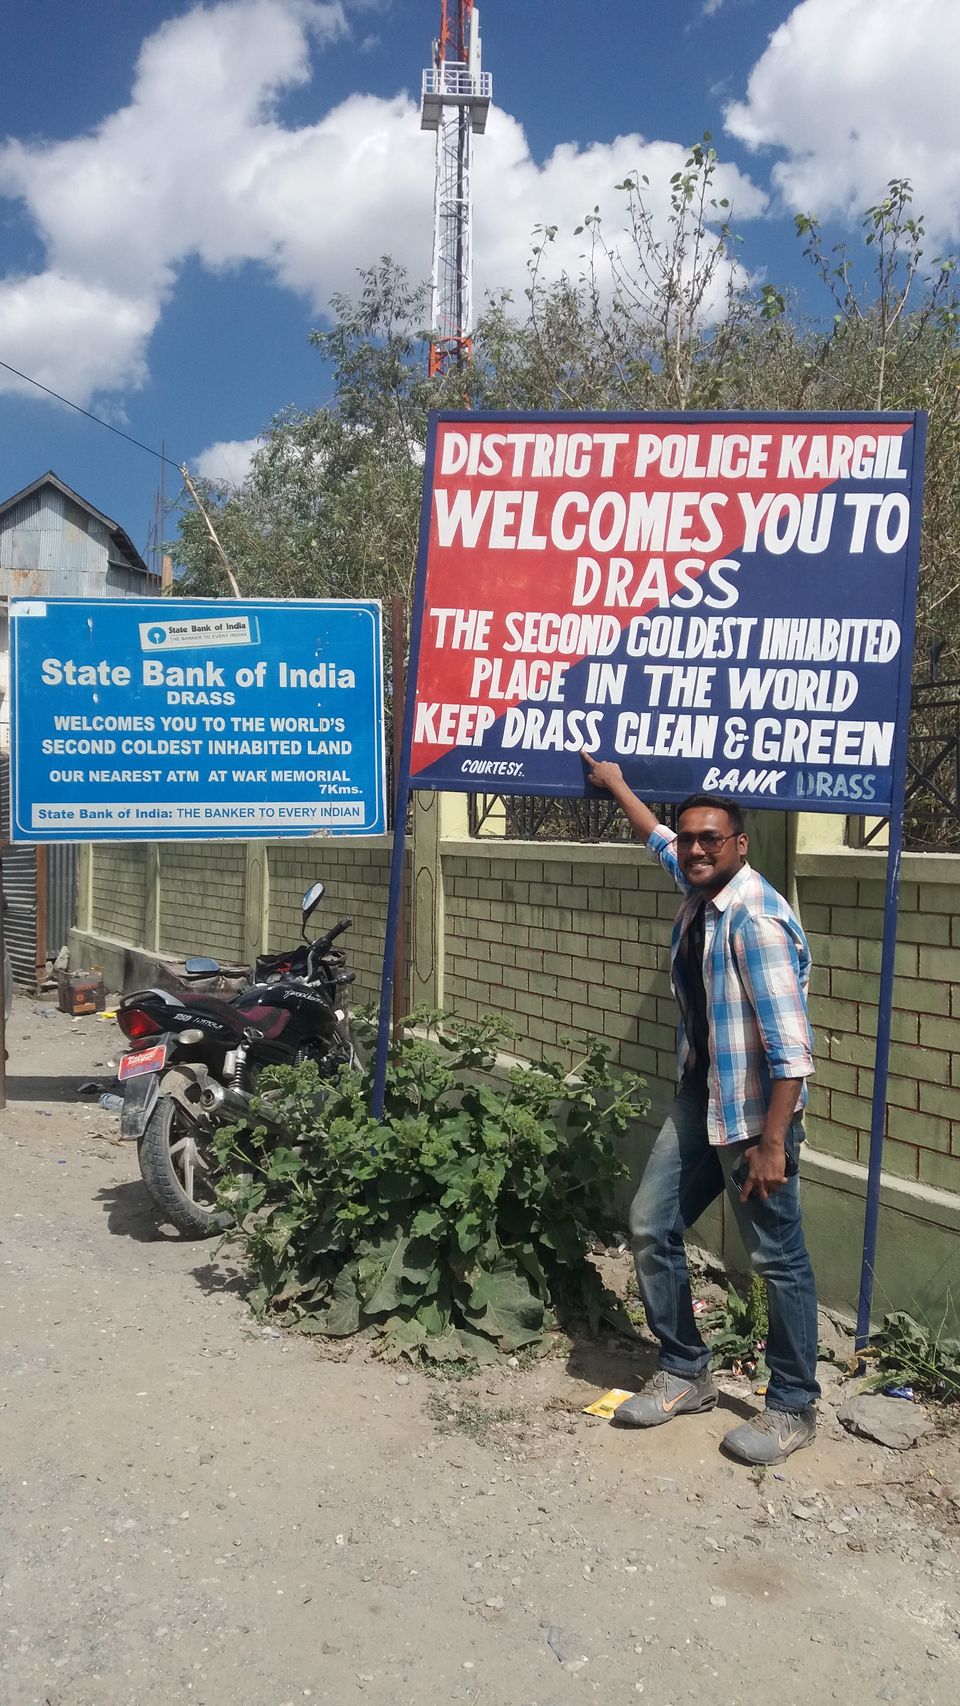 State Bank of India
THE BANKER TO EVERY INDIAN
State Bank of India
DRASS
WELCOMES YOU TO THE WORLD'S
SECOND COLDEST INHABITED LAND
OUR NEAREST ATM AT WAR MEMORIAL
7Kms.
State Bank of India: THE BANKER TO EVERY INDIAN
DISTRICT POLICE KARGIL
WELCOMES YOU TO
DRASS
THE SECOND COLDEST INHABITED
PLACE IN THE WORLD
KEEP DRASS CLEAN & GREEN
COURTESY:. BANK DRASS